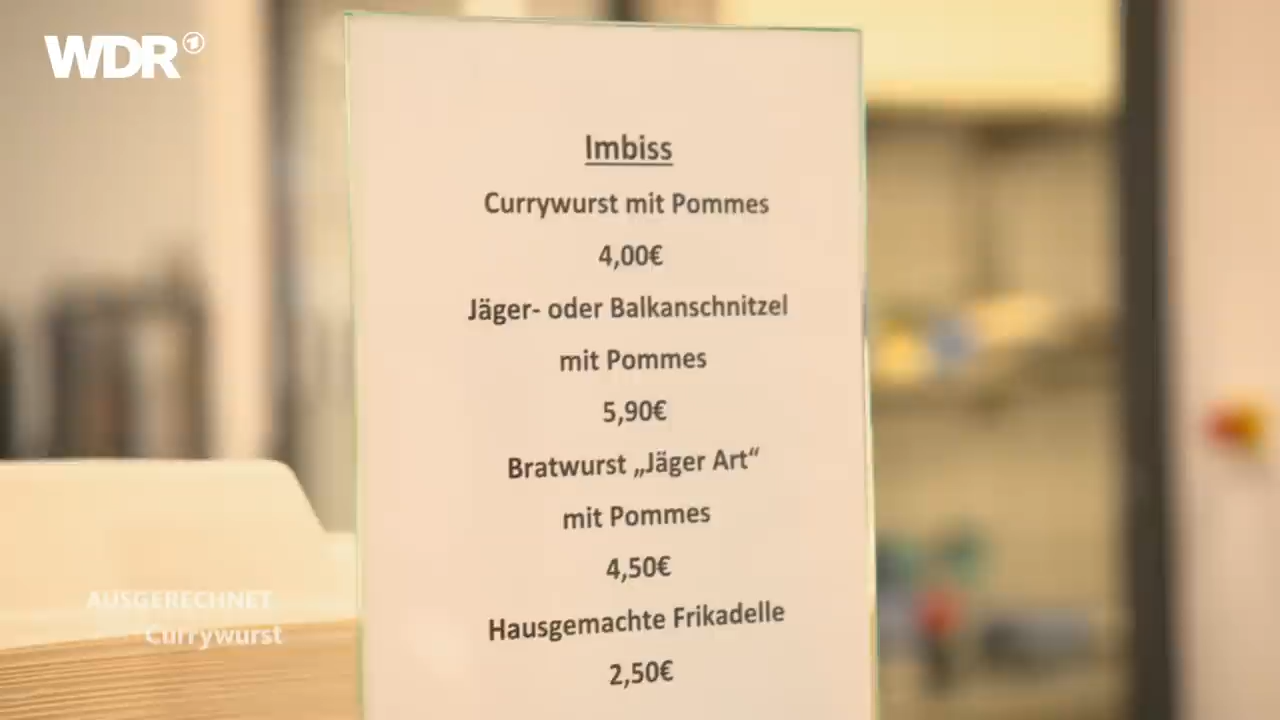 WDR
Imbiss
Currywurst mit Pommes
4,00€
Jäger- oder Balkanschnitzel
mit Pommes
5,90€
Bratwurst „Jäger Art“
mit Pommes
4,50€
Hausgemachte Frikadelle
2,50€
AUSGERECHNET
Currywurst